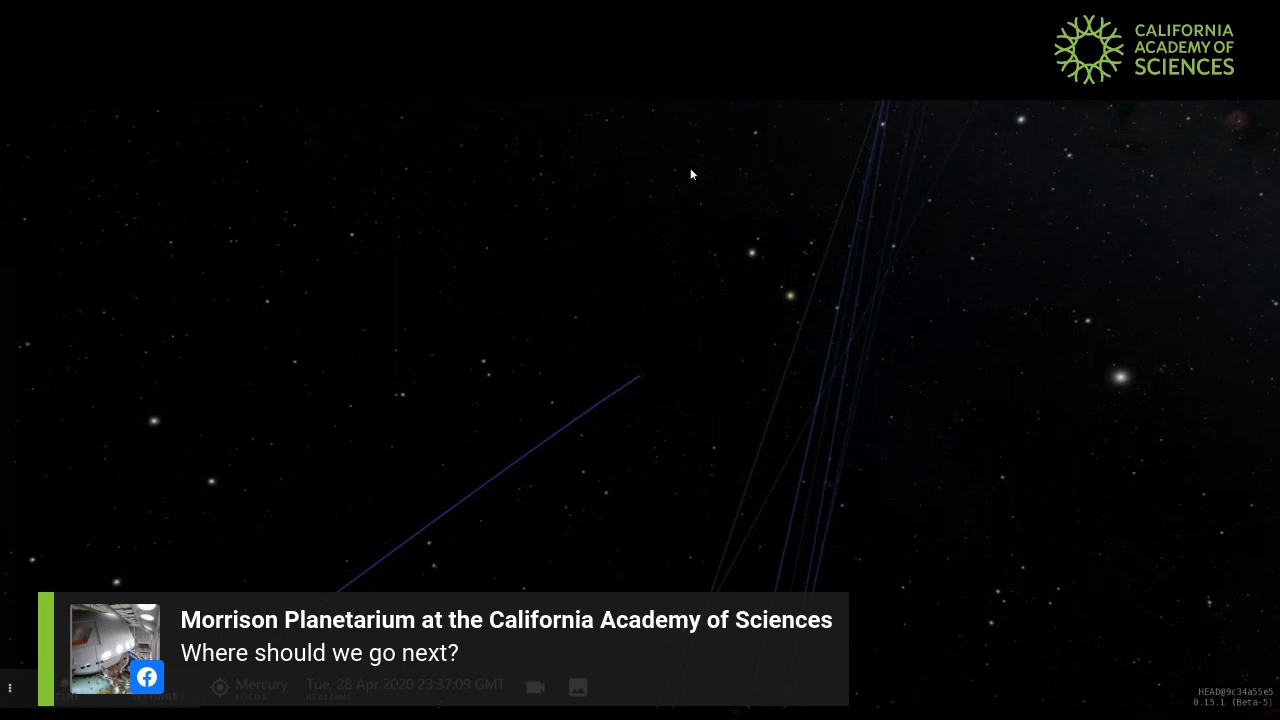 CALIFORNIA
ACADEMY OF
SCIENCES
Morrison Planetarium at the California Academy of Sciences
Where should we go next?
Mercury
FOCUS
Tue, 28 Apr 2020 23:37:09 GMT
REALTIME
HEAD@9c34a55e5
0.15.1 (Beta-5)